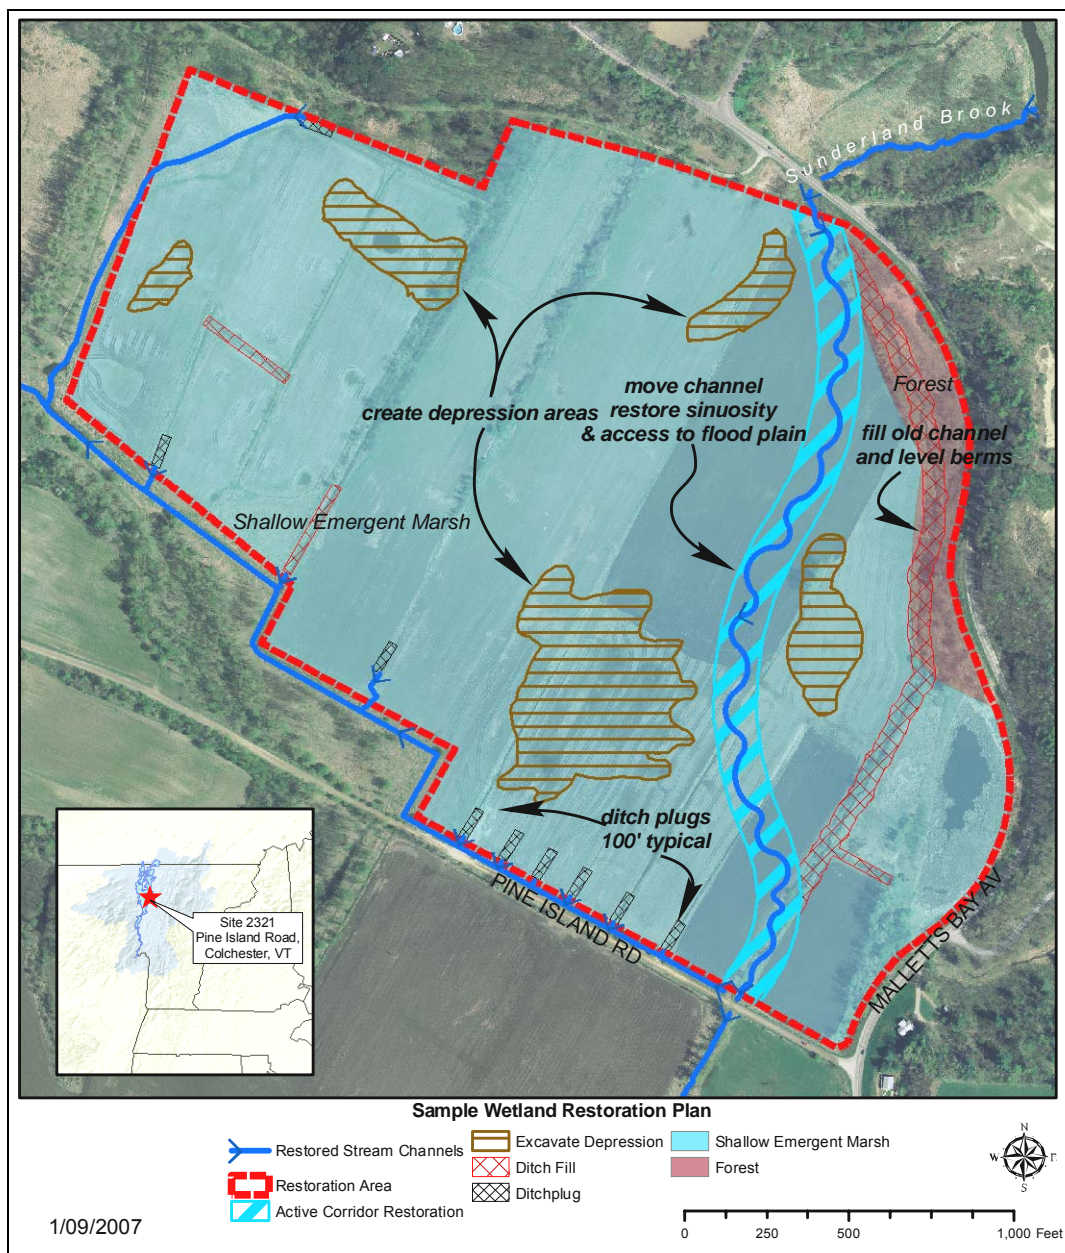 Sunderland Brook
create depression areas
move channel
restore sinuosity
& access to flood plain
Forest
fill old channel
and level berms
Shallow Emergent Marsh
ditch plugs
100' typical
PINE ISLAND RD
MALLETTS BAY AV
Site 2321
Pine Island Road,
Colchester, VT
Sample Wetland Restoration Plan
Restored Stream Channels
Restoration Area
Active Corridor Restoration
Excavate Depression
Ditch Fill
Ditchplug
Shallow Emergent Marsh
Forest
N
W
S
0 250 500 1,000 Feet
1/09/2007